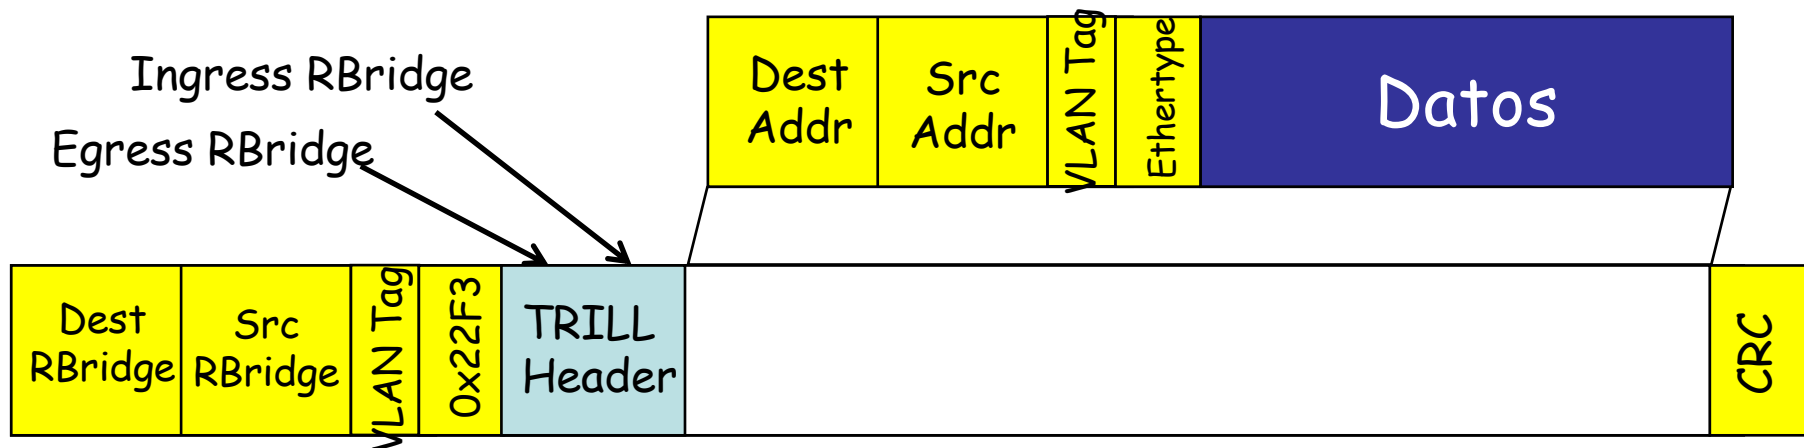 Ingress RBridge
Egress RBridge
Dest
Addr
Src
Addr
VLAN Tag
Ethertype
Datos
Dest
RBridge
Src
RBridge
VLAN Tag
0x22F3
TRILL
Header
CRC